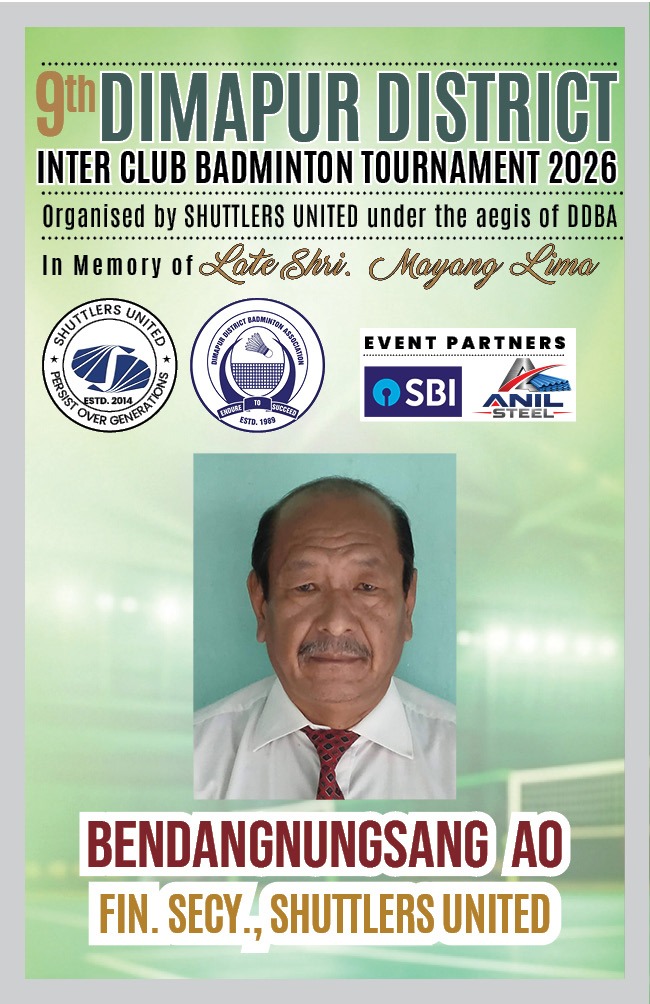 9th DIMAPUR DISTRICT
INTER CLUB BADMINTON TOURNAMENT 2026
Organised by SHUTTLERS UNITED under the aegis of DDBA
In Memory of Late Shri. Mayang Lima
SHUTTLERS UNITED
ESTD. 2014
PERSIST OVER GENERATIONS
DIMAPUR DISTRICT BADMINTON ASSOCIATION
ENDURE TO SUCCEED
ESTD. 1989
EVENT PARTNERS
SBI
ANIL
STEEL
BENDANGNUNGSANG AO
FIN. SECY., SHUTTLERS UNITED